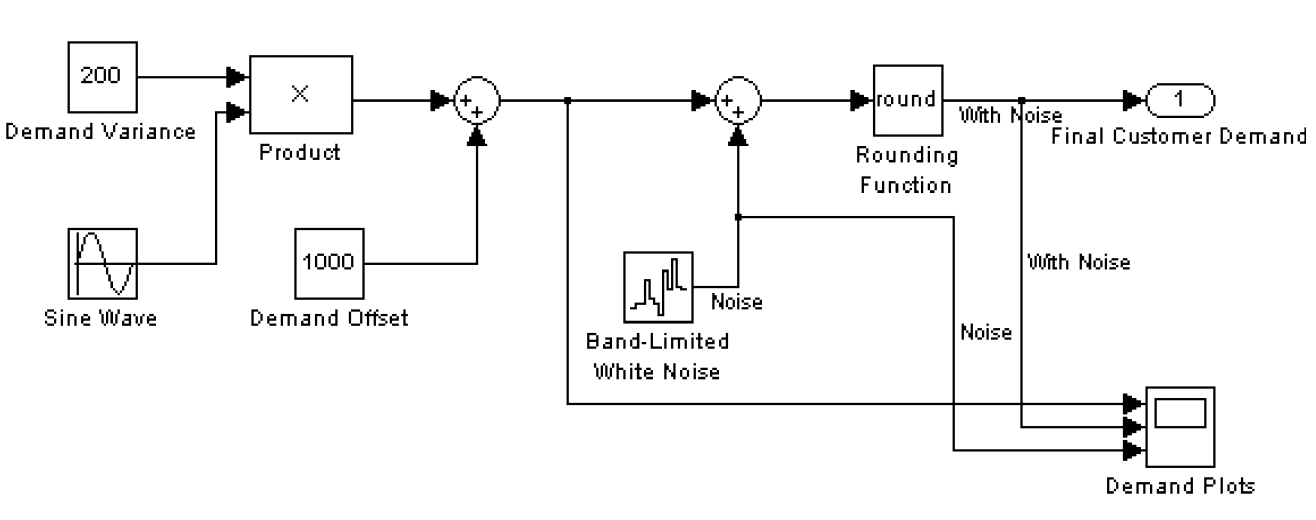 200
Demand Variance
×
Product
+
+
+
+
round
With Noise
Rounding
Function
1
Final Customer Demand
Sine Wave
1000
Demand Offset
Noise
Band-Limited
White Noise
With Noise
Noise
Demand Plots